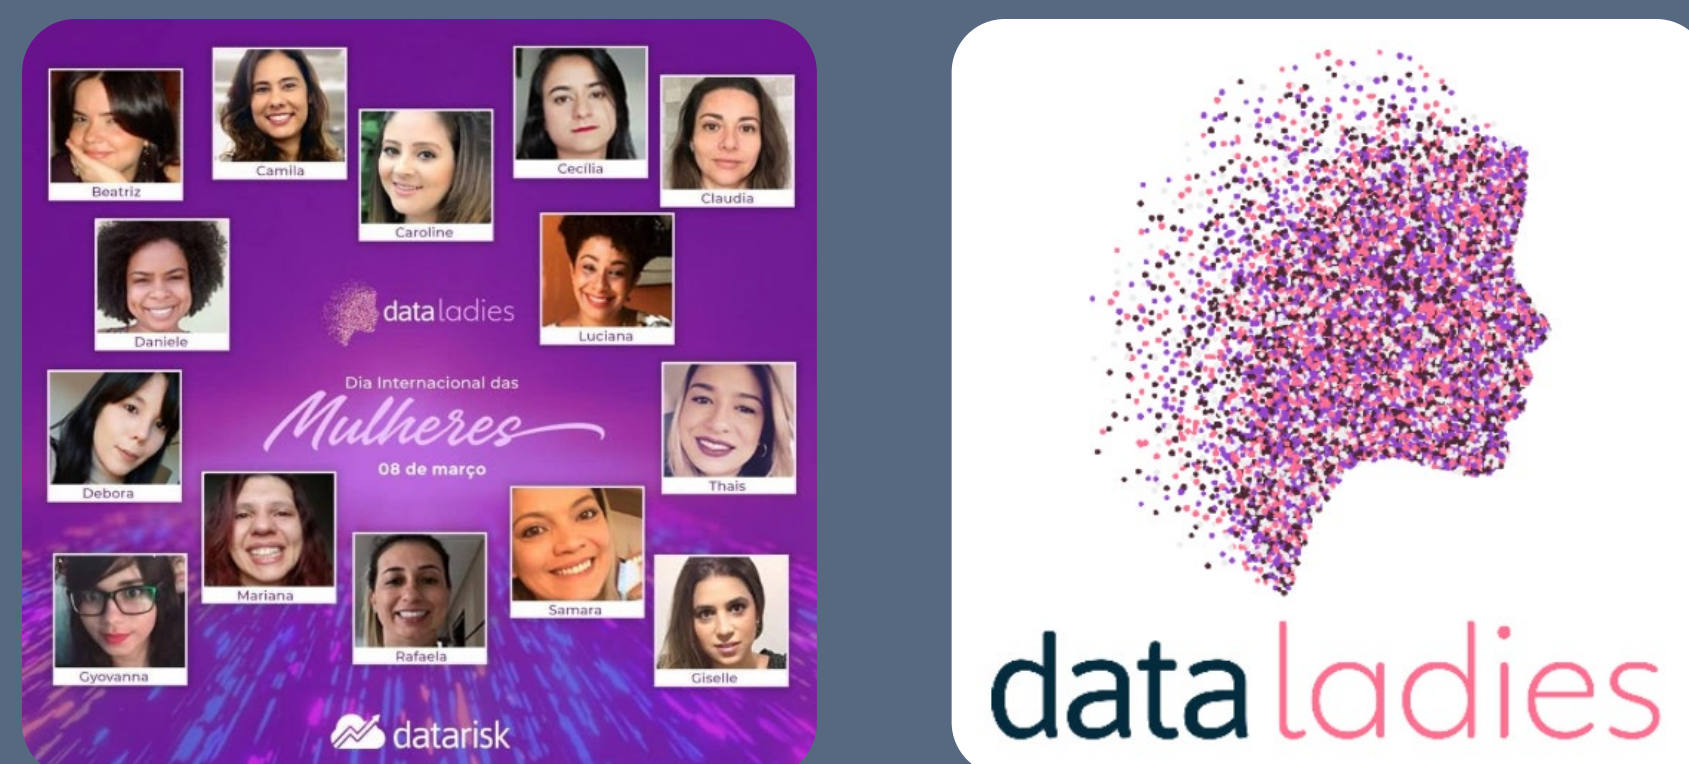 Beatriz
Camila
Caroline
Cecília
Claudia
Daniele
data ladies
Luciana
Dia Internacional das
Mulheres
08 de março
Debora
Thais
Mariana
Samara
Gyovanna
Rafaela
Giselle
datarisk
data ladies